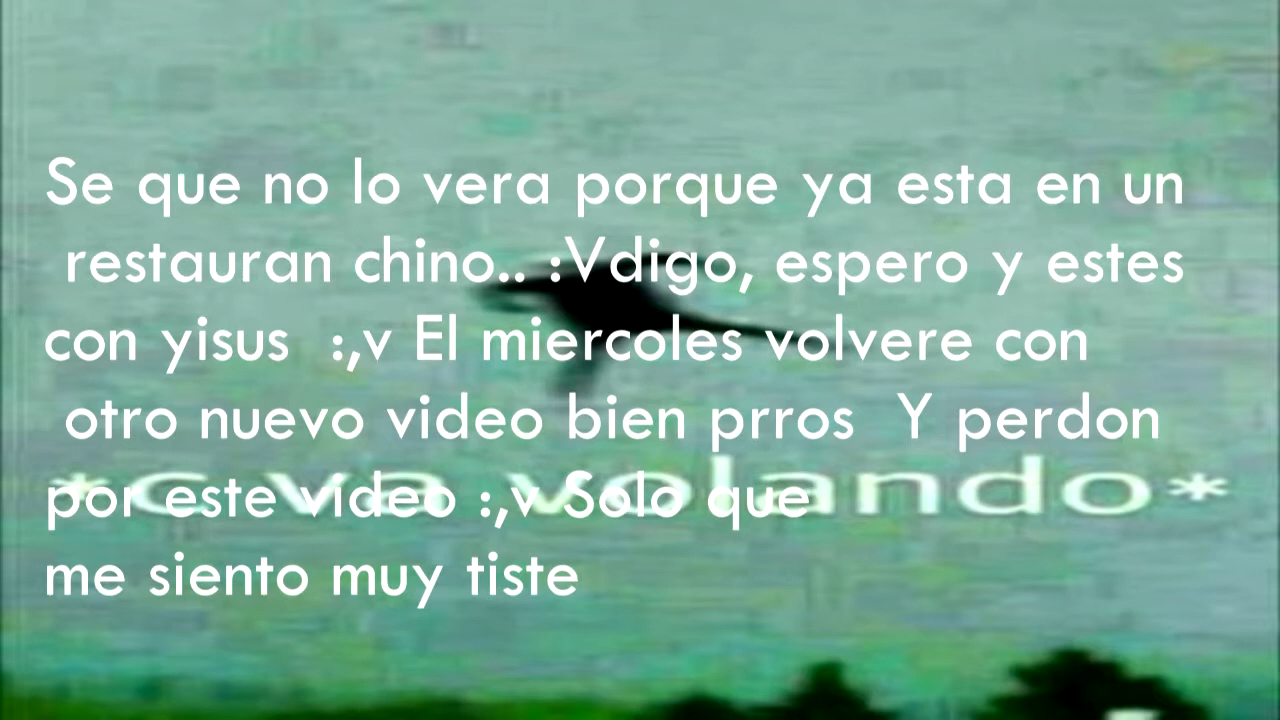 Se que no lo vera porque ya esta en un
restauran chino.. :Vdigo, espero y estes
con yisus :,v El miercoles volvere con
otro nuevo video bien prros Y perdon
por este video :,v Solo que
*c va volando*
me siento muy tiste